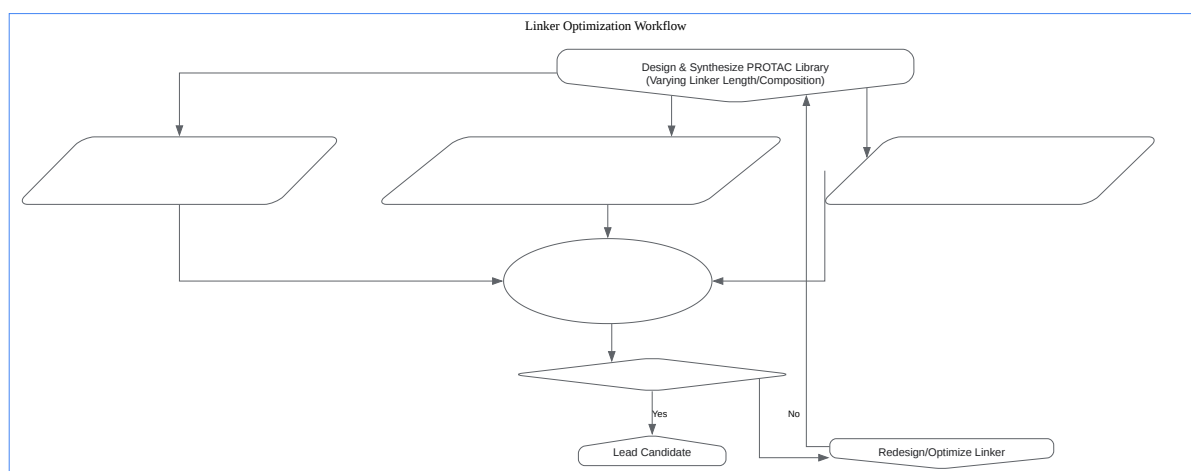 Linker Optimization Workflow
Design & Synthesize PROTAC Library
(Varying Linker Length/Composition)
Yes
No
Lead Candidate
Redesign/Optimize Linker